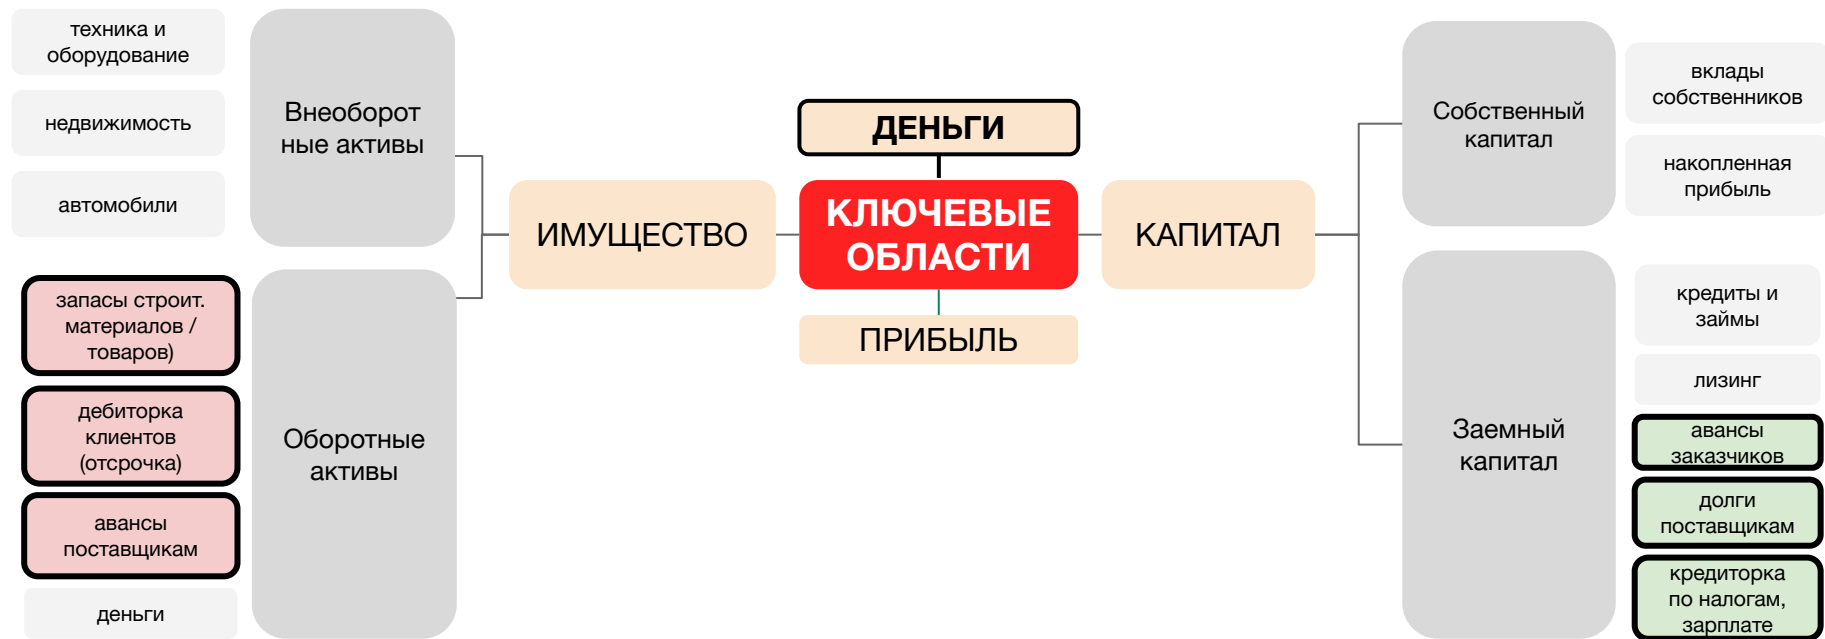 техника и
оборудование
недвижимость
автомобили
Внеоборот
ные активы
запасы строит.
материалов /
товаров)
дебиторка
клиентов
(отсрочка)
авансы
поставщикам
деньги
Оборотные
активы
ИМУЩЕСТВО
ДЕНЬГИ
КЛЮЧЕВЫЕ
ОБЛАСТИ
ПРИБЫЛЬ
КАПИТАЛ
Собственный
капитал
вклады
собственников
накопленная
прибыль
Заемный
капитал
кредиты и
займы
лизинг
авансы
заказчиков
долги
поставщикам
кредиторка
по налогам,
зарплате